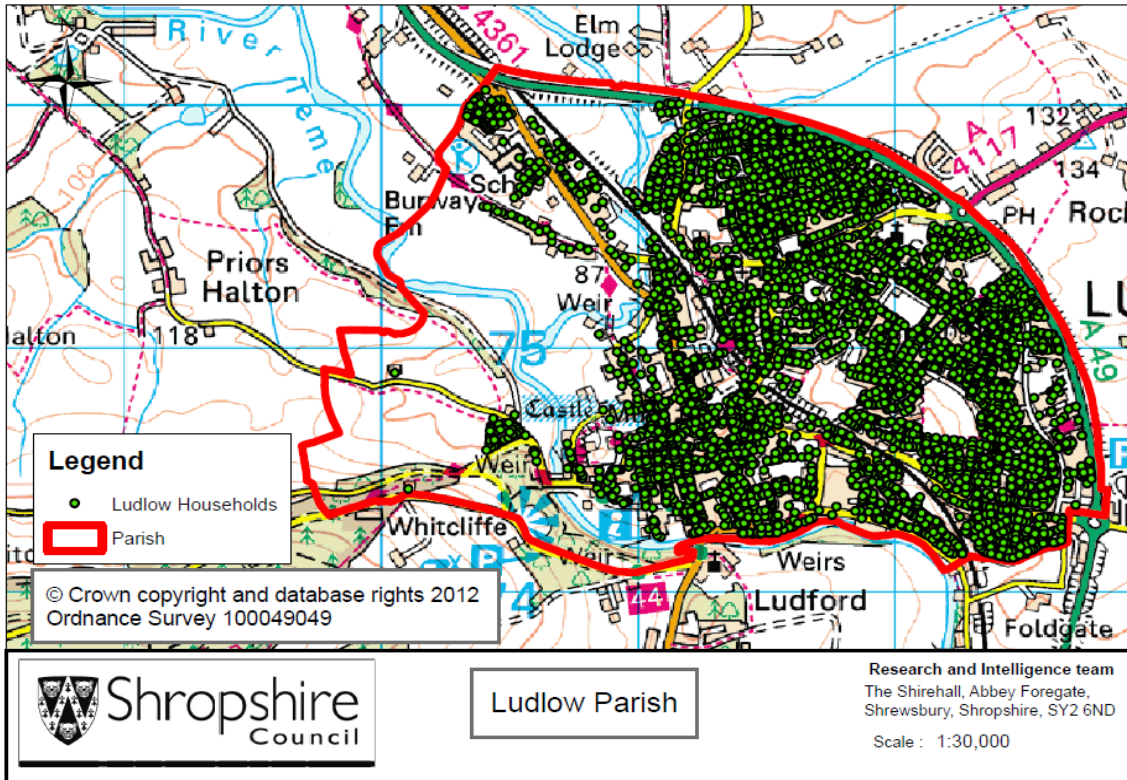 4361
Elm
Lodge
River
Teme
A
4117
132
134
100
Sch
PH
Burway
Fm
Priors
Halton
87
Weir
118
75
A 49
Castle
Weir
Whitcliffe
P
Weir
Weirs
74
44
Ludford
Foldgate
Legend
Ludlow Households
Parish
© Crown copyright and database rights 2012
Ordnance Survey 100049049
Shropshire
Council
Ludlow Parish
Research and Intelligence team
The Shirehall, Abbey Foregate,
Shrewsbury, Shropshire, SY2 6ND
Scale : 1:30,000